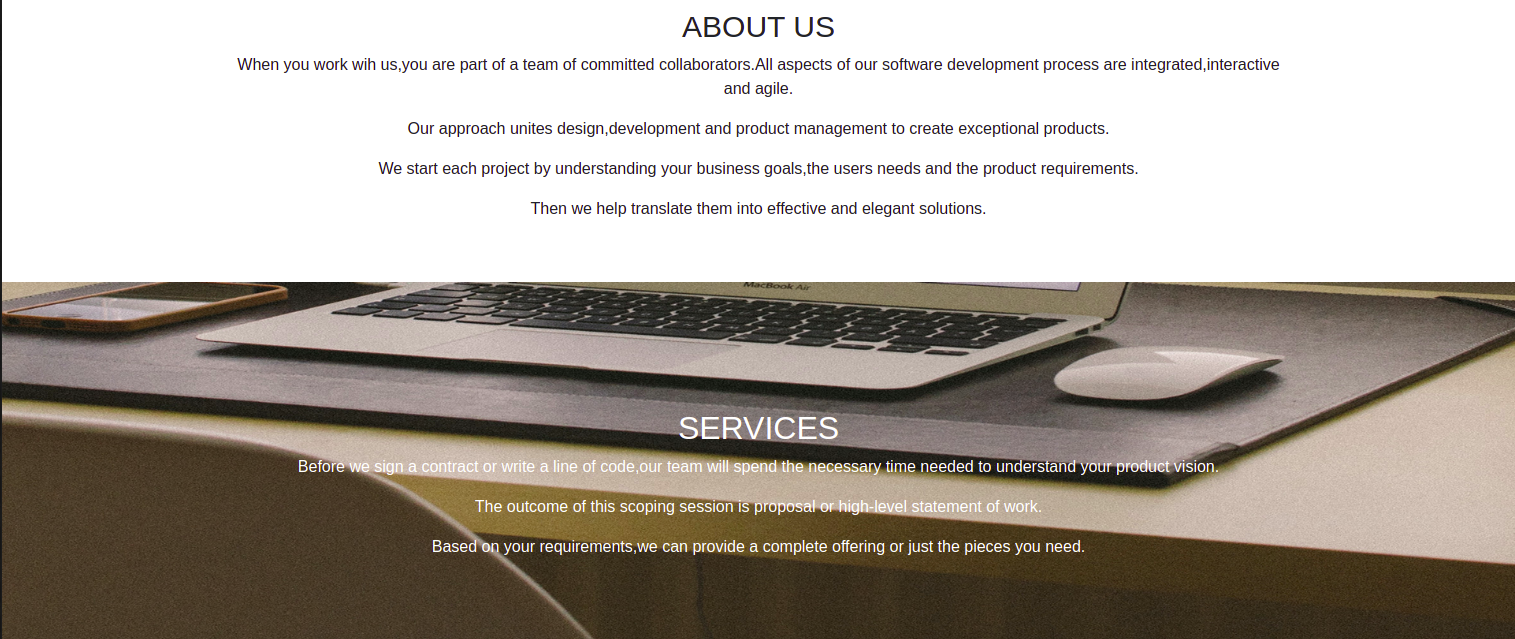 ABOUT US
When you work wih us,you are part of a team of committed collaborators.All aspects of our software development process are integrated,interactive
and agile.
Our approach unites design,development and product management to create exceptional products.
We start each project by understanding your business goals,the users needs and the product requirements.
Then we help translate them into effective and elegant solutions.
MacBook Air
SERVICES
Before we sign a contract or write a line of code,our team will spend the necessary time needed to understand your product vision.
The outcome of this scoping session is proposal or high-level statement of work.
Based on your requirements,we can provide a complete offering or just the pieces you need.